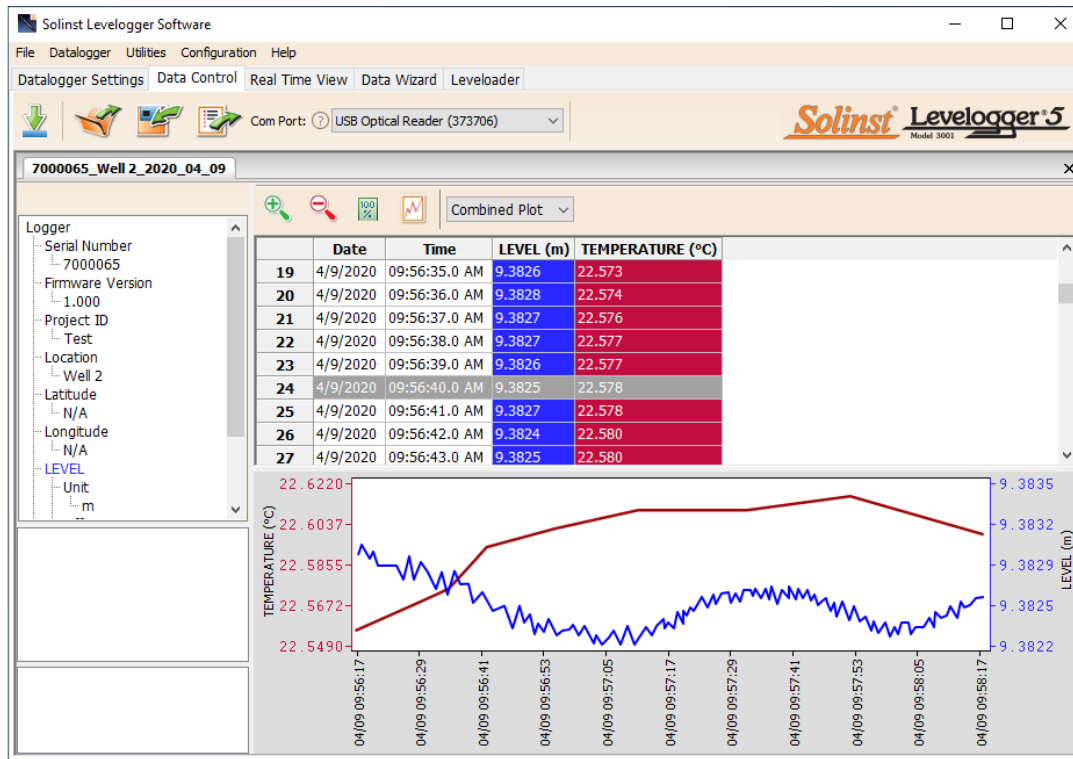 Solinst Levelogger Software
File Datalogger Utilities Configuration Help
Datalogger Settings Data Control Real Time View Data Wizard Leveloader
Com Port: ? USB Optical Reader (373706)
Solinst Levelogger 5
Model 3001
7000065_Well 2_2020_04_09
100 %
Combined Plot
Logger
Serial Number
7000065
Firmware Version
1.000
Project ID
Test
Location
Well 2
Latitude
N/A
Longitude
N/A
LEVEL
Unit
m
Date Time LEVEL (m) TEMPERATURE (°C)
19 4/9/2020 09:56:35.0 AM 9.3826 22.573
20 4/9/2020 09:56:36.0 AM 9.3828 22.574
21 4/9/2020 09:56:37.0 AM 9.3827 22.576
22 4/9/2020 09:56:38.0 AM 9.3827 22.577
23 4/9/2020 09:56:39.0 AM 9.3826 22.577
24 4/9/2020 09:56:40.0 AM 9.3825 22.578
25 4/9/2020 09:56:41.0 AM 9.3827 22.578
26 4/9/2020 09:56:42.0 AM 9.3824 22.580
27 4/9/2020 09:56:43.0 AM 9.3825 22.580
TEMPERATURE (°C)
22.6220
22.6037
22.5855
22.5672
22.5490
9.3835
9.3832
9.3829
9.3825
9.3822
LEVEL (m)
04/09 09:56:17
04/09 09:56:29
04/09 09:56:41
04/09 09:56:53
04/09 09:57:05
04/09 09:57:17
04/09 09:57:29
04/09 09:57:41
04/09 09:57:53
04/09 09:58:05
04/09 09:58:17